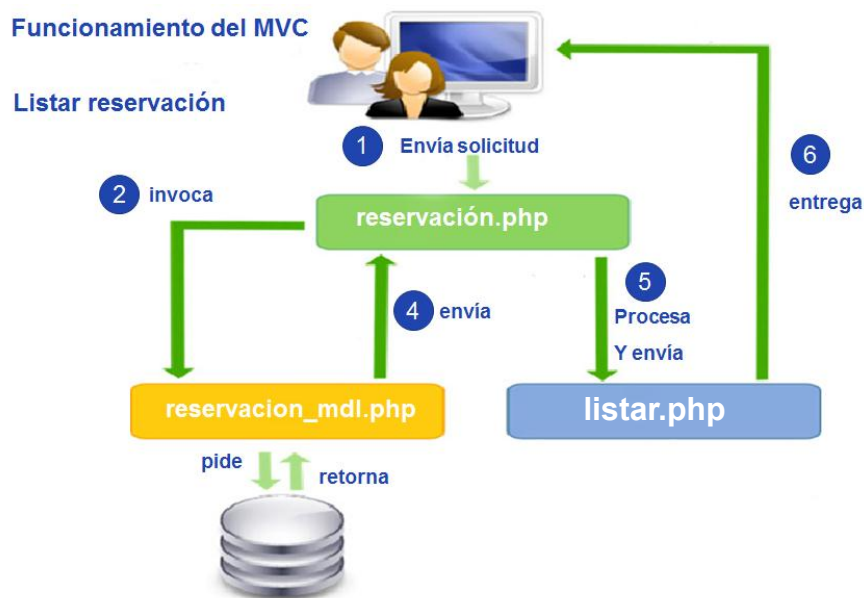 Funcionamiento del MVC
Listar reservación
1 Envía solicitud
2 invoca
6
entrega
reservación.php
4 envía
5
Procesa
Y envía
reservacion_mdl.php
listar.php
pide
retorna